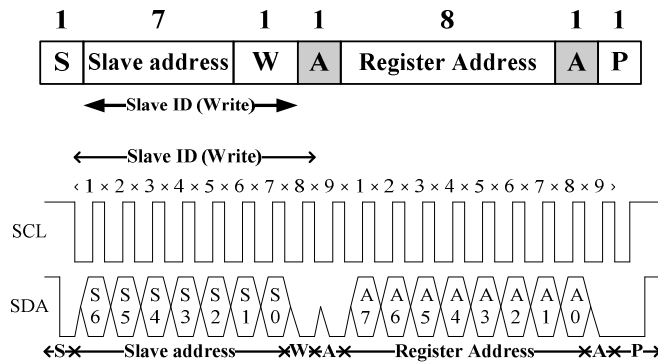 1 7 1 1 8 1 1
S Slave address W A Register Address A P
Slave ID (Write)
Slave ID (Write)
‹ 1 × 2 × 3 × 4 × 5 × 6 × 7 × 8 × 9 × 1 × 2 × 3 × 4 × 5 × 6 × 7 × 8 × 9 ›
SCL
SDA S6 S5 S4 S3 S2 S1 S0 A7 A6 A5 A4 A3 A2 A1 A0
S Slave address W A Register Address A P